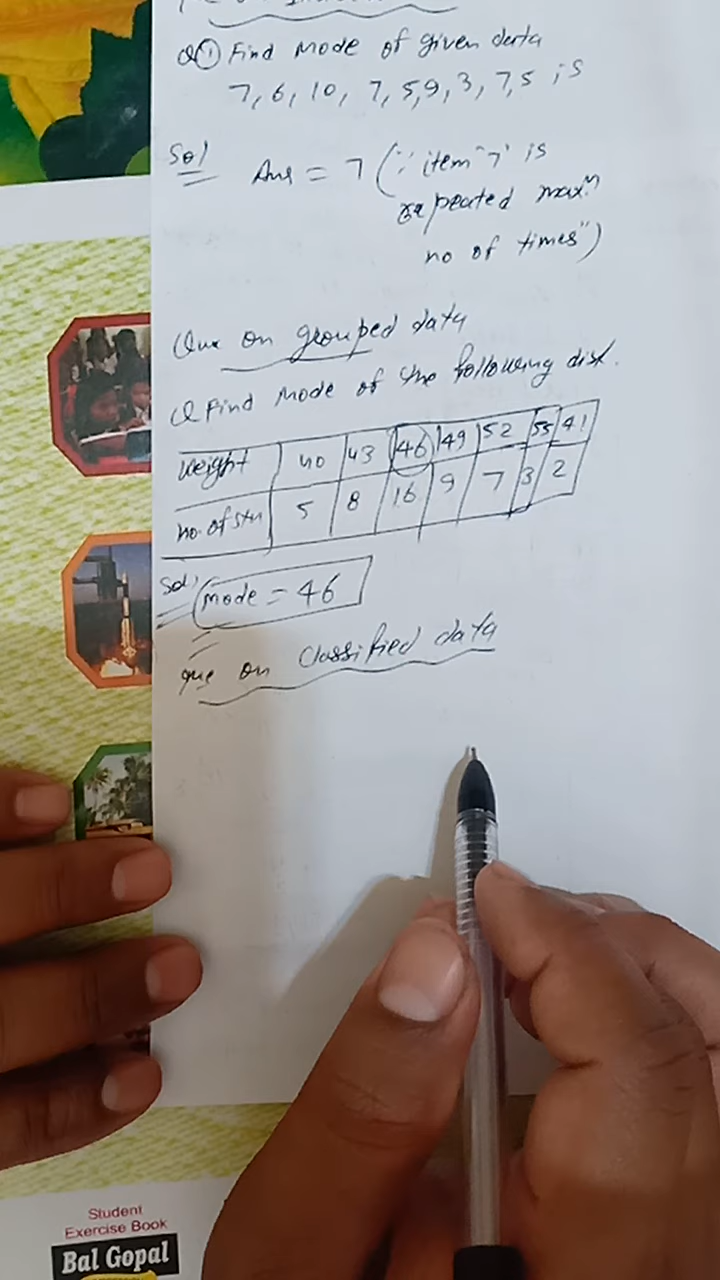 Q① Find Mode of given data
7, 6, 10, 7, 5, 9, 3, 7, 5 is
Sol
Ans = 7 (∵ item "7" is
repeated maxm
no of times")
Que on grouped data
Q Find Mode of the following dist.
Weight 40 43 46 49 52 55 41
no. of stu 5 8 16 9 7 3 2
Sol,
Mode = 46
que on classified data
Student
Exercise Book
Bal Gopal